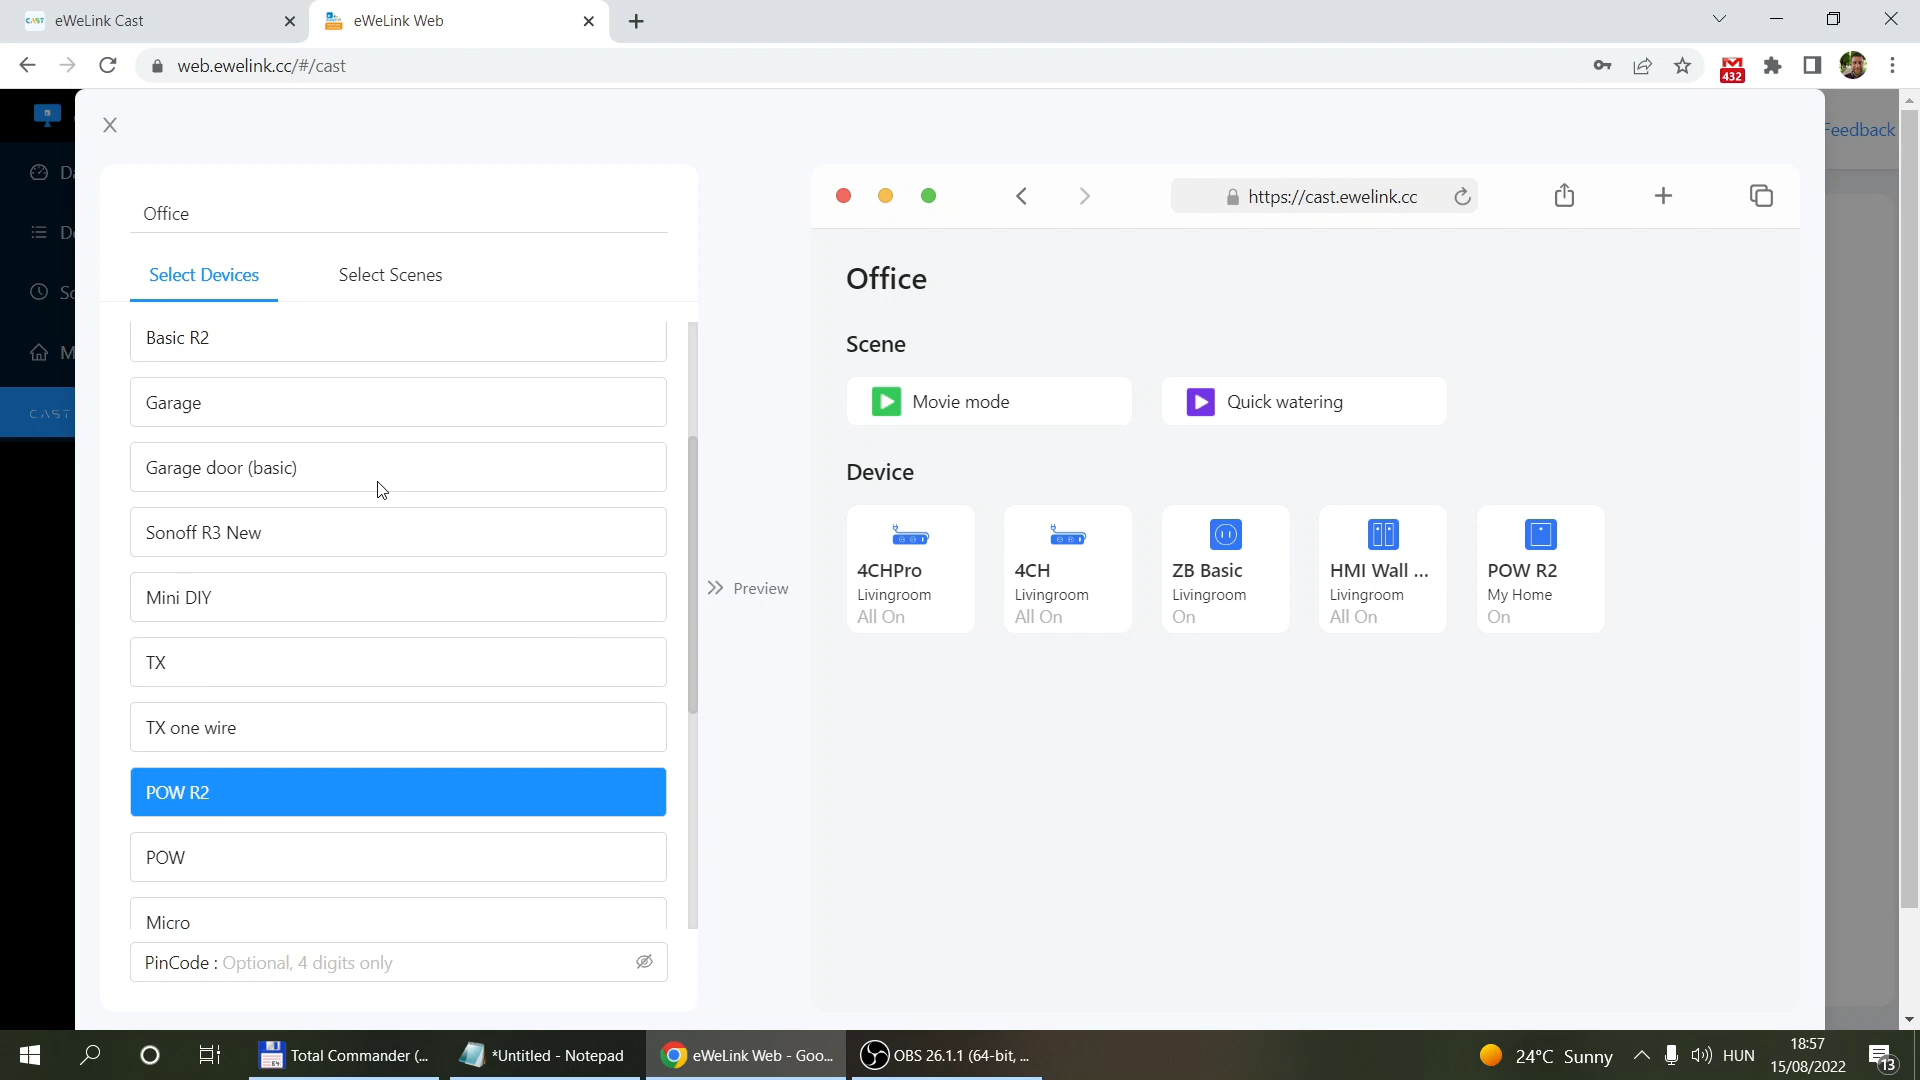 CAST eWeLink Cast
eWeLink Web
web.ewelink.cc/#/cast
432
Feedback
Office
https://cast.ewelink.cc
Select Devices
Select Scenes
Office
Basic R2
Scene
Garage
Movie mode
Quick watering
CAST
Garage door (basic)
Device
Sonoff R3 New
4CHPro
Livingroom
All On
4CH
Livingroom
All On
ZB Basic
Livingroom
On
HMI Wall ...
Livingroom
All On
POW R2
My Home
On
Mini DIY
Preview
TX
TX one wire
POW R2
POW
Micro
PinCode : Optional, 4 digits only
64
Total Commander (...
*Untitled - Notepad
eWeLink Web - Goo...
OBS 26.1.1 (64-bit, ...
24°C Sunny
HUN
18:57
15/08/2022
13